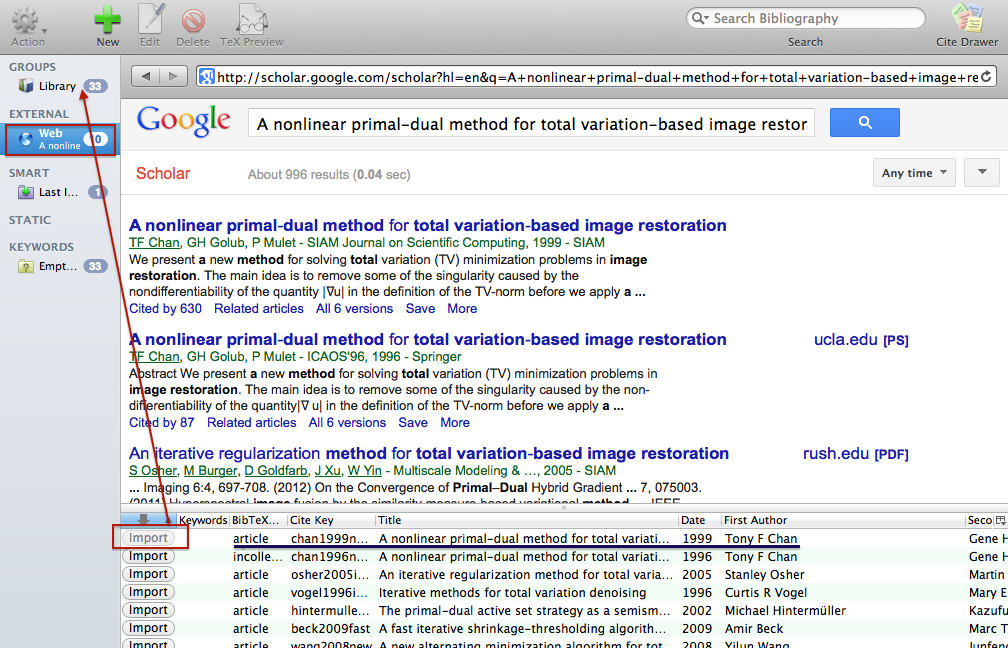 Action New Edit Delete TeX Preview
Search Bibliography
Search
Cite Drawer
GROUPS
Library 33
EXTERNAL
Web
A nonline
SMART
Last I...
STATIC
KEYWORDS
Empt... 33
http://scholar.google.com/scholar?hl=en&q=A+nonlinear+primal-dual+method+for+total+variation-based+image+re
Google
A nonlinear primal-dual method for total variation-based image restor
Scholar
About 996 results (0.04 sec)
Any time
A nonlinear primal-dual method for total variation-based image restoration
TF Chan, GH Golub, P Mulet - SIAM Journal on Scientific Computing, 1999 - SIAM
We present a new method for solving total variation (TV) minimization problems in image
restoration. The main idea is to remove some of the singularity caused by the
nondifferentiability of the quantity |∇u| in the definition of the TV-norm before we apply a ...
Cited by 630 Related articles All 6 versions Save More
A nonlinear primal-dual method for total variation-based image restoration
ucla.edu [PS]
TF Chan, GH Golub, P Mulet - ICAOS'96, 1996 - Springer
Abstract We present a new method for solving total variation (TV) minimization problems in
image restoration. The main idea is to remove some of the singularity caused by the non-
differentiability of the quantity|∇ u| in the definition of the TV-norm before we apply a ...
Cited by 87 Related articles All 6 versions Save More
An iterative regularization method for total variation-based image restoration
rush.edu [PDF]
S Osher, M Burger, D Goldfarb, J Xu, W Yin - Multiscale Modeling & ..., 2005 - SIAM
... Imaging 6:4, 697-708. (2012) On the Convergence of Primal–Dual Hybrid Gradient ... 7, 075003.
(2011) Hyperspectral image fusion by the similarity measure-based variational method. IEEE
Keywords BibTeX... Cite Key Title Date First Author Seco
Import article chan1999n... A nonlinear primal-dual method for total variati... 1999 Tony F Chan Gene H
Import incolle... chan1996n... A nonlinear primal-dual method for total variati... 1996 Tony F Chan Gene H
Import article osher2005i... An iterative regularization method for total varia... 2005 Stanley Osher Martin
Import article vogel1996i... Iterative methods for total variation denoising 1996 Curtis R Vogel Mary E
Import article hintermulle... The primal-dual active set strategy as a semism... 2002 Michael Hintermüller Kazufu
Import article beck2009fast A fast iterative shrinkage-thresholding algorith... 2009 Amir Beck Marc T
Import article wang2008new A new alternating minimization algorithm for tot... 2008 Yilun Wang Junfeng